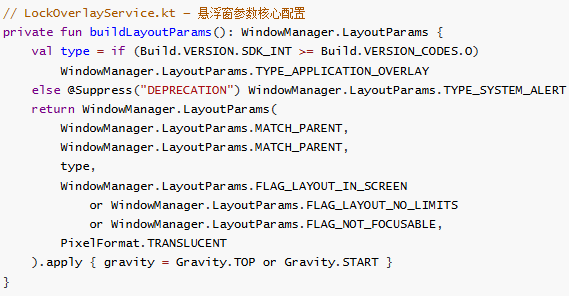 // LockOverlayService.kt — 悬浮窗参数核心配置
private fun buildLayoutParams(): WindowManager.LayoutParams {
    val type = if (Build.VERSION.SDK_INT >= Build.VERSION_CODES.O)
        WindowManager.LayoutParams.TYPE_APPLICATION_OVERLAY
    else @Suppress("DEPRECATION") WindowManager.LayoutParams.TYPE_SYSTEM_ALERT
    return WindowManager.LayoutParams(
        WindowManager.LayoutParams.MATCH_PARENT,
        WindowManager.LayoutParams.MATCH_PARENT,
        type,
        WindowManager.LayoutParams.FLAG_LAYOUT_IN_SCREEN
            or WindowManager.LayoutParams.FLAG_LAYOUT_NO_LIMITS
            or WindowManager.LayoutParams.FLAG_NOT_FOCUSABLE,
        PixelFormat.TRANSLUCENT
    ).apply { gravity = Gravity.TOP or Gravity.START }
}